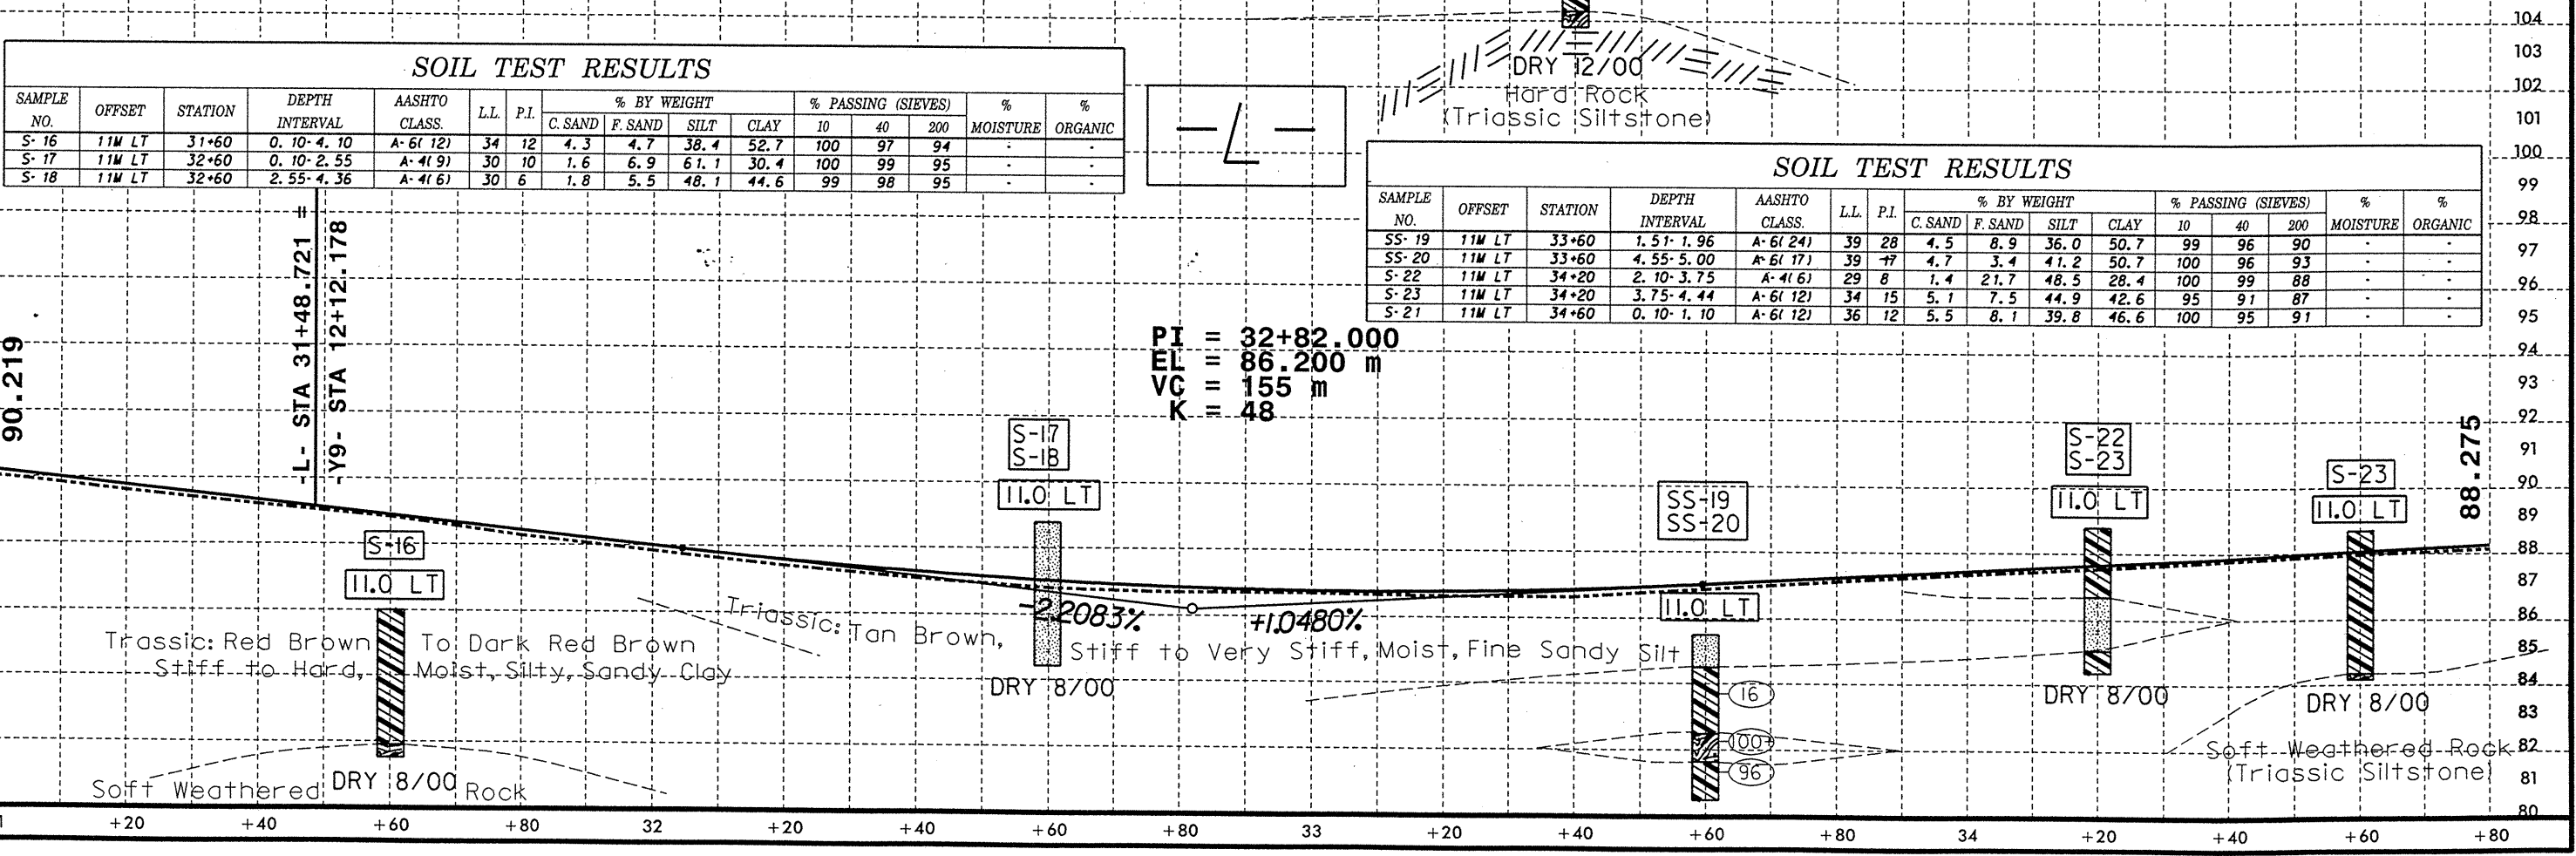 104
103
102
101
100
99
98
97
96
95
94
93
92
91
90
89
88
87
86
85
84
83
82
81
80
SOIL TEST RESULTS
SAMPLE NO. OFFSET STATION DEPTH INTERVAL AASHTO CLASS. L.L. P.I. % BY WEIGHT % PASSING (SIEVES) % MOISTURE % ORGANIC
C. SAND F. SAND SILT CLAY 10 40 200
S-16 11M LT 31+60 0.10-4.10 A-6(12) 34 12 4.3 4.7 38.4 52.7 100 97 94 - -
S-17 11M LT 32+60 0.10-2.55 A-4(9) 30 10 1.6 6.9 61.1 30.4 100 99 95 - -
S-18 11M LT 32+60 2.55-4.36 A-4(6) 30 6 1.8 5.5 48.1 44.6 99 98 95 - -
-L-
DRY 12/00
Hard Rock
(Triassic Siltstone)
SOIL TEST RESULTS
SAMPLE NO. OFFSET STATION DEPTH INTERVAL AASHTO CLASS. L.L. P.I. % BY WEIGHT % PASSING (SIEVES) % MOISTURE % ORGANIC
C. SAND F. SAND SILT CLAY 10 40 200
SS-19 11M LT 33+60 1.51-1.96 A-6(24) 39 28 4.5 8.9 36.0 50.7 99 96 90 - -
SS-20 11M LT 33+60 4.55-5.00 A-6(17) 39 17 4.7 3.4 41.2 50.7 100 96 93 - -
S-22 11M LT 34+20 2.10-3.75 A-4(6) 29 8 1.4 21.7 48.5 28.4 100 99 88 - -
S-23 11M LT 34+20 3.75-4.44 A-6(12) 34 15 5.1 7.5 44.9 42.6 95 91 87 - -
S-21 11M LT 34+60 0.10-1.10 A-6(12) 36 12 5.5 8.1 39.8 46.6 100 95 91 - -
90.219
-L- STA 31+48.721 =
-Y9- STA 12+12.178
PI = 32+82.000
EL = 86.200 m
VC = 155 m
K = 48
88.275
S-16
11.0 LT
S-17
S-18
11.0 LT
SS-19
SS-20
11.0 LT
S-22
S-23
11.0 LT
S-23
11.0 LT
-2.2083%
+1.0480%
Trassic: Red Brown To Dark Red Brown
Stiff to Hard, Moist, Silty, Sandy Clay
Triassic: Tan Brown, Stiff to Very Stiff, Moist, Fine Sandy Silt
DRY 8/00
DRY 8/00
DRY 8/00
DRY 8/00
16
100+
96
Soft Weathered Rock
Soft Weathered Rock
(Triassic Siltstone)
+20 +40 +60 +80 32 +20 +40 +60 +80 33 +20 +40 +60 +80 34 +20 +40 +60 +80